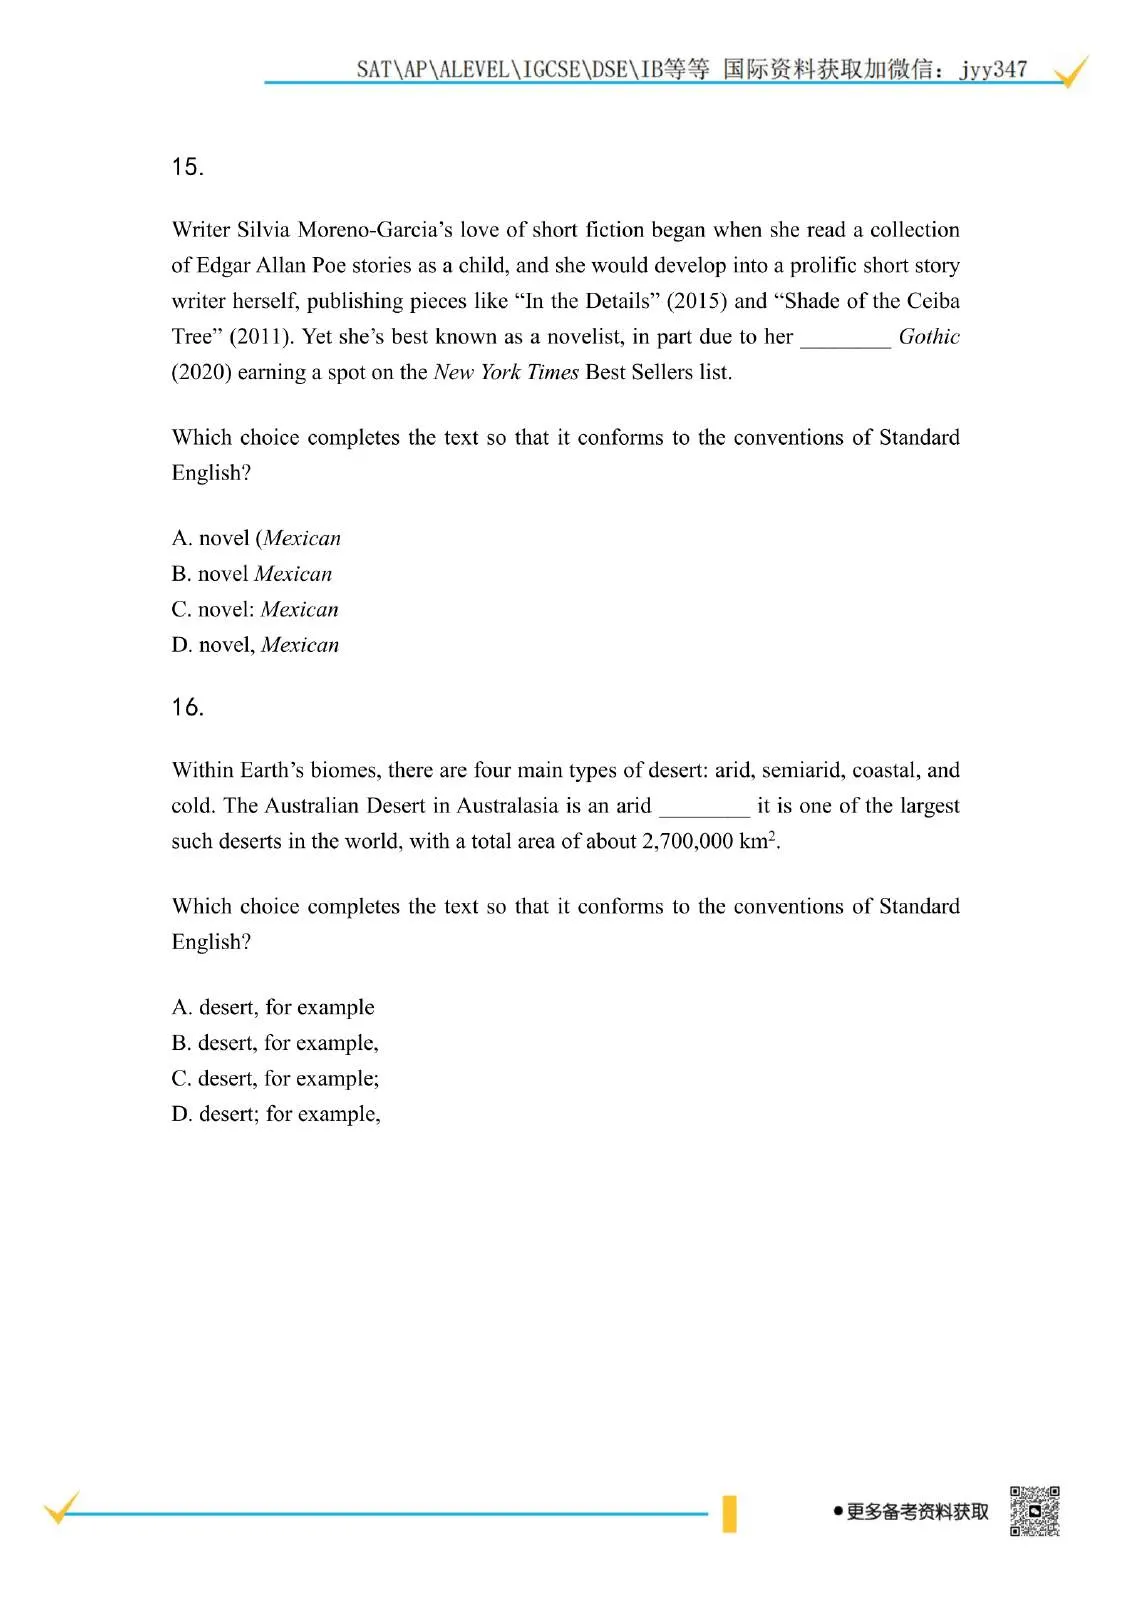 SAT\AP\ALEVEL\IGCSE\DSE\IB等等 国际资料获取加微信：jyy347
15.
Writer Silvia Moreno-Garcia’s love of short fiction began when she read a collection
of Edgar Allan Poe stories as a child, and she would develop into a prolific short story
writer herself, publishing pieces like “In the Details” (2015) and “Shade of the Ceiba
Tree” (2011). Yet she’s best known as a novelist, in part due to her ________ Gothic
(2020) earning a spot on the New York Times Best Sellers list.
Which choice completes the text so that it conforms to the conventions of Standard
English?
A. novel (Mexican
B. novel Mexican
C. novel: Mexican
D. novel, Mexican
16.
Within Earth’s biomes, there are four main types of desert: arid, semiarid, coastal, and
cold. The Australian Desert in Australasia is an arid ________ it is one of the largest
such deserts in the world, with a total area of about 2,700,000 km².
Which choice completes the text so that it conforms to the conventions of Standard
English?
A. desert, for example
B. desert, for example,
C. desert, for example;
D. desert; for example,
●更多备考资料获取